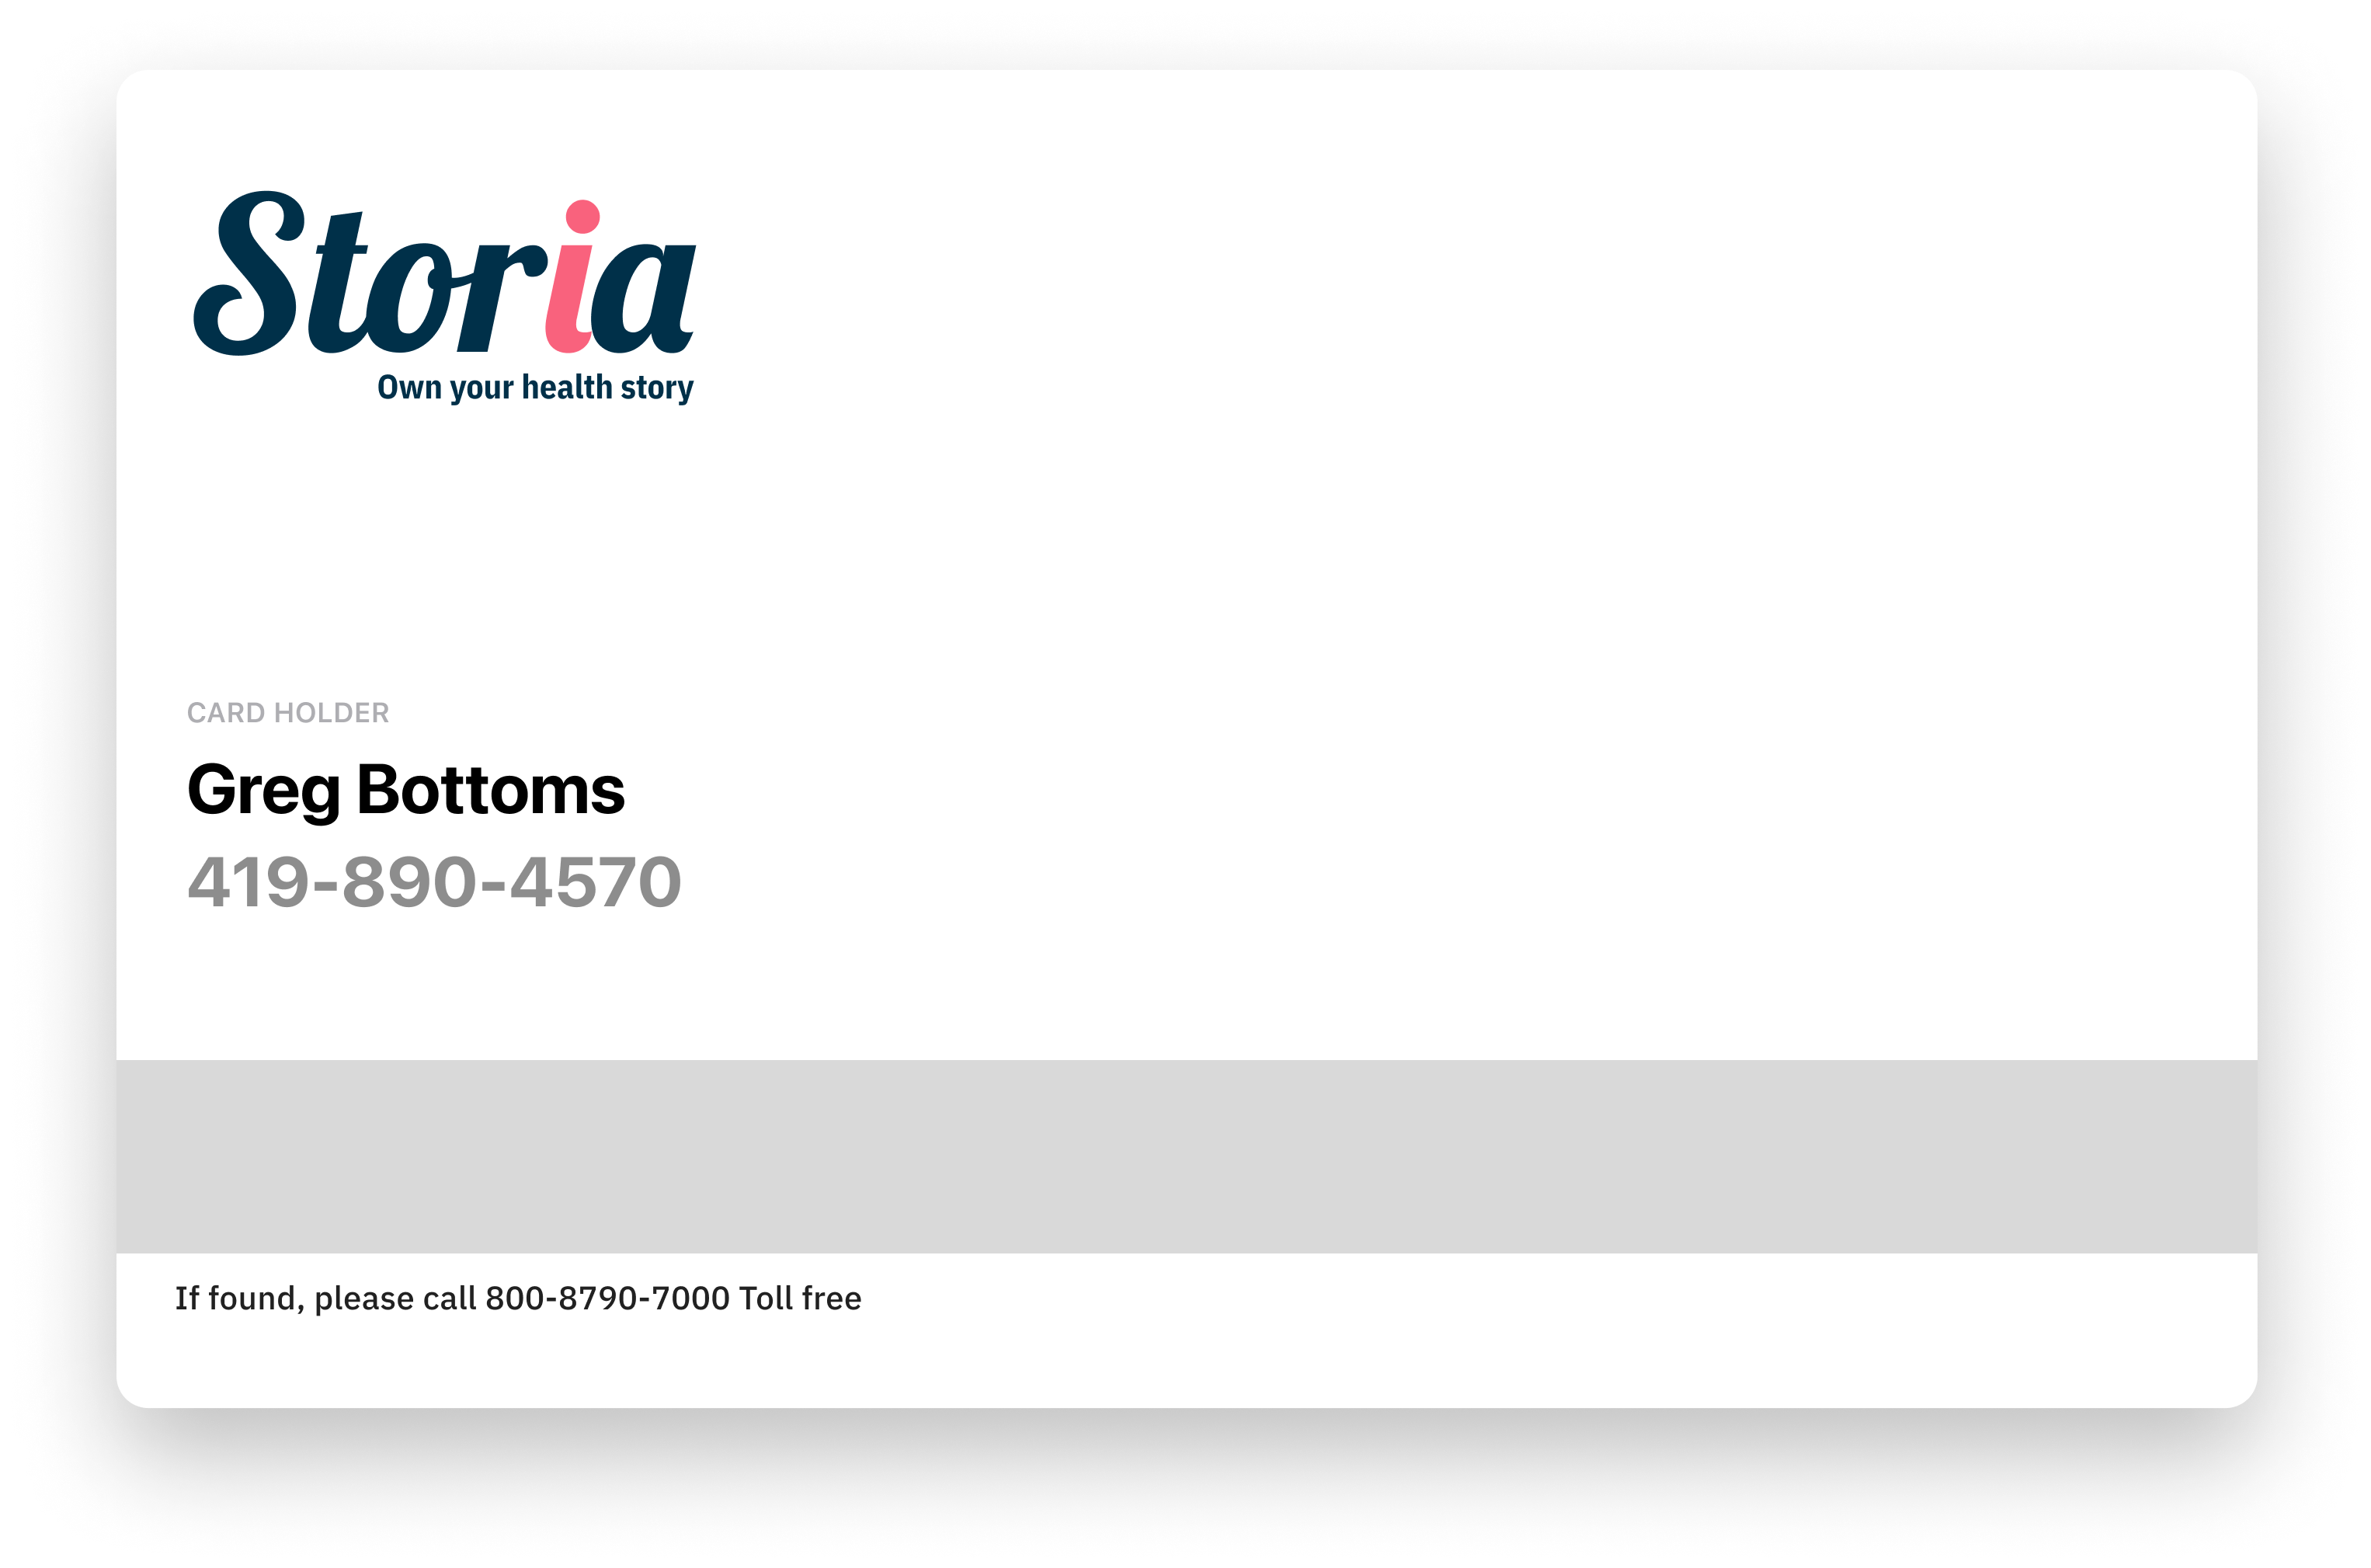 Storia
Own your health story
CARD HOLDER
Greg Bottoms
419-890-4570
If found, please call 800-8790-7000 Toll free